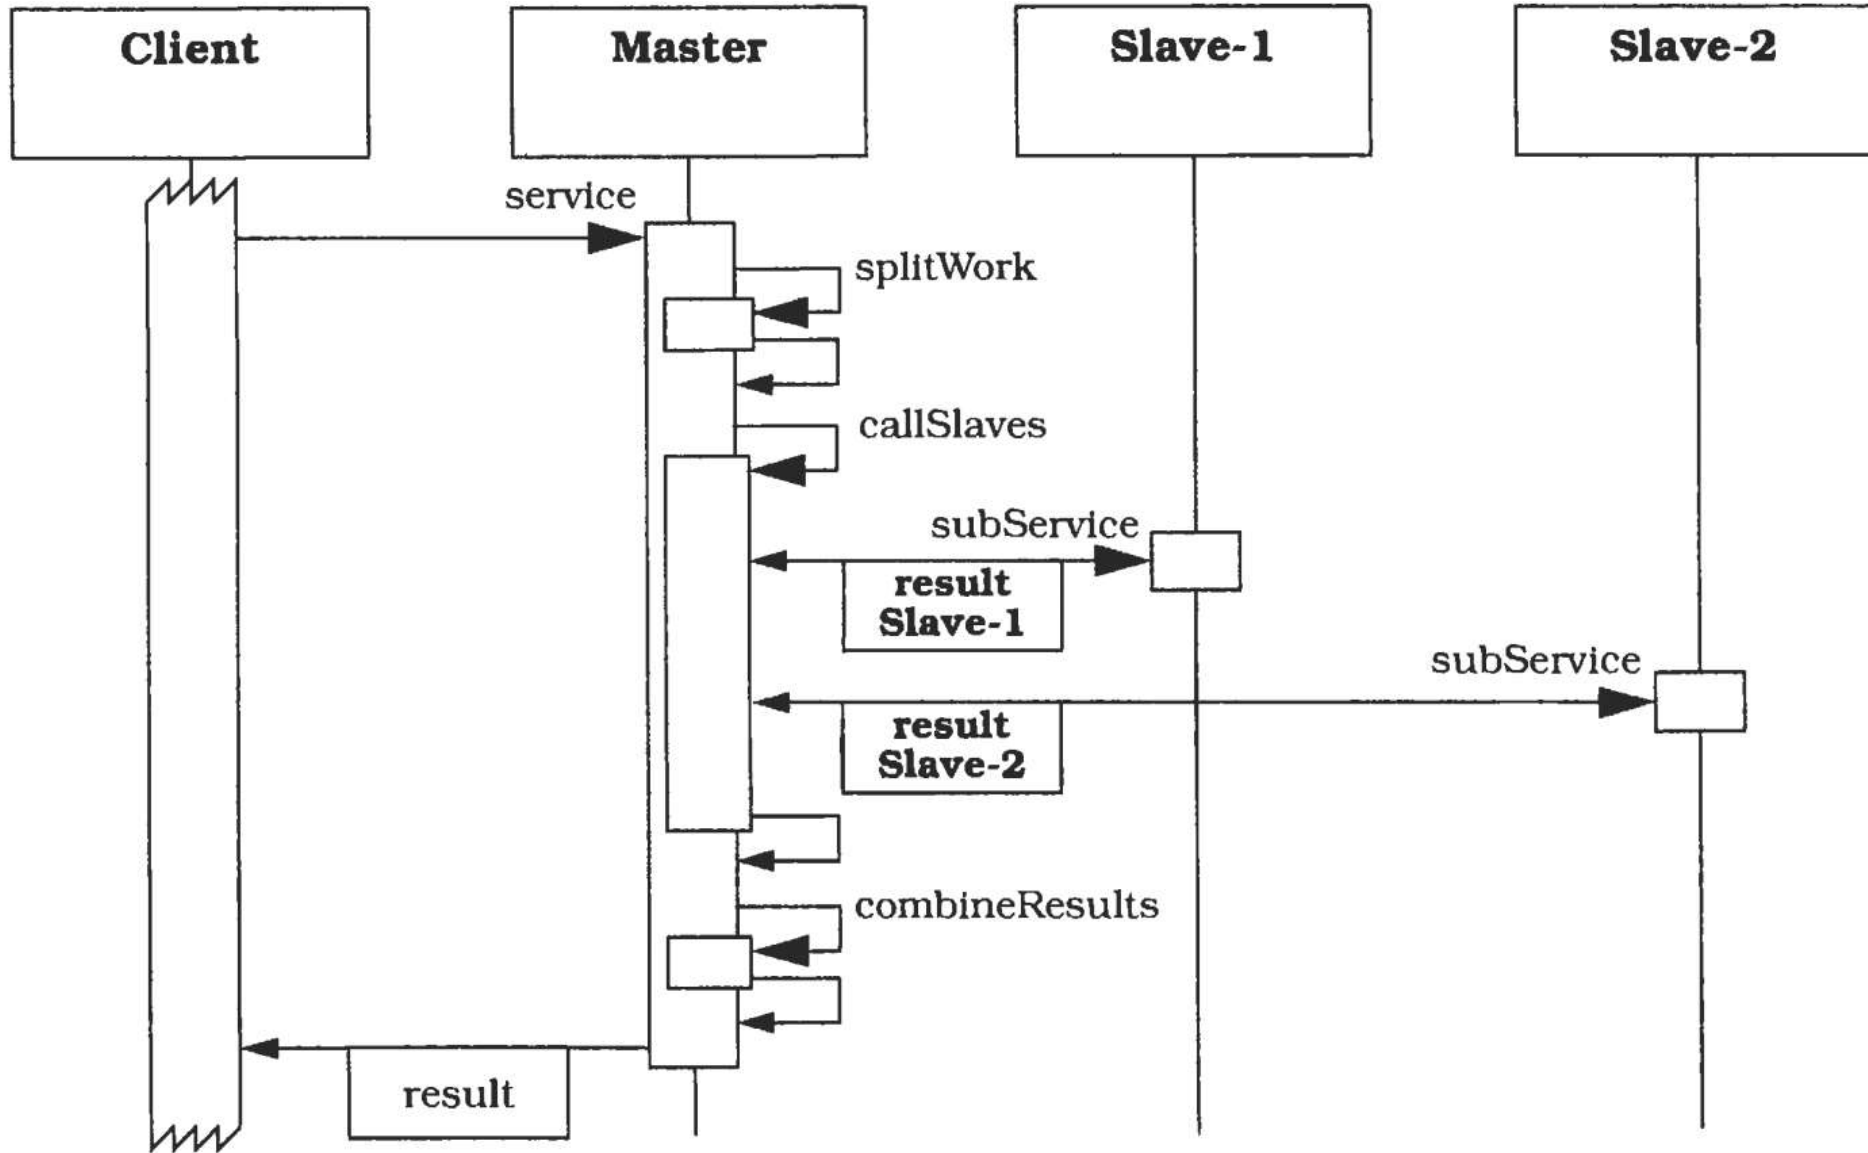 Client
Master
Slave-1
Slave-2
service
splitWork
callSlaves
subService
result
Slave-1
subService
result
Slave-2
combineResults
result